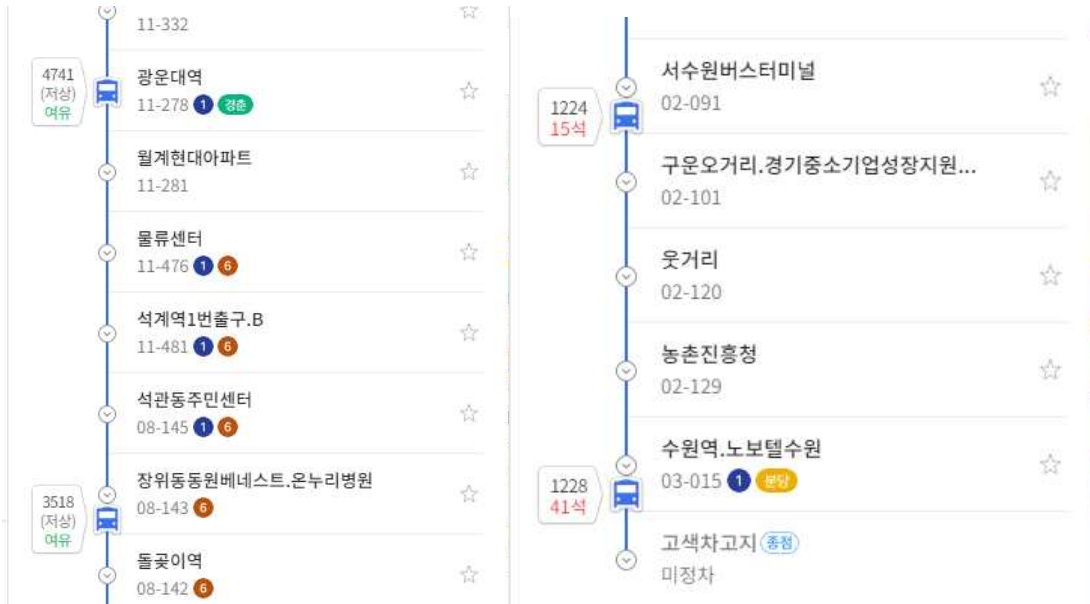 11-332
4741
(저상)
여유
광운대역
11-278 1 경춘
월계현대아파트
11-281
물류센터
11-476 1 6
석계역1번출구.B
11-481 1 6
석관동주민센터
08-145 1 6
3518
(저상)
여유
장위동동원베네스트.온누리병원
08-143 6
돌곶이역
08-142 6
서수원버스터미널
02-091
1224
15석
구운오거리.경기중소기업성장지원...
02-101
웃거리
02-120
농촌진흥청
02-129
수원역.노보텔수원
03-015 1 분당
1228
41석
고색차고지 종점
미정차